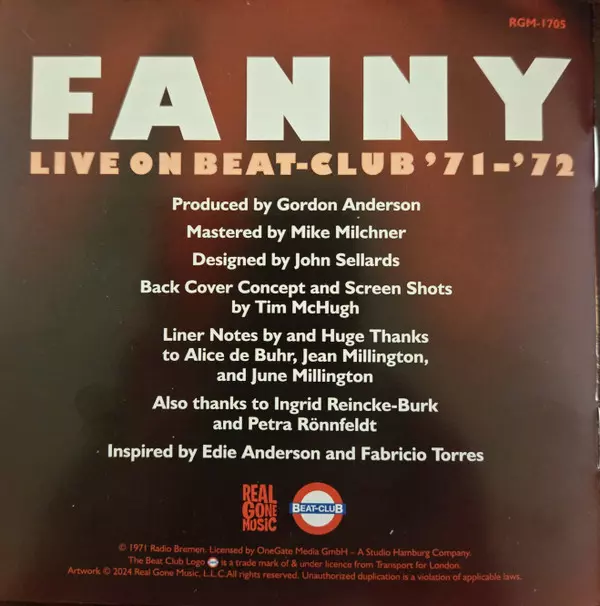 RGM-1705
FANNY
LIVE ON BEAT-CLUB '71-'72
Produced by Gordon Anderson
Mastered by Mike Milchner
Designed by John Sellards
Back Cover Concept and Screen Shots
by Tim McHugh
Liner Notes by and Huge Thanks
to Alice de Buhr, Jean Millington,
and June Millington
Also thanks to Ingrid Reincke-Burk
and Petra Rönnfeldt
Inspired by Edie Anderson and Fabricio Torres
REAL
GONE
MUSIC
BEAT-CLUB
© 1971 Radio Bremen. Licensed by OneGate Media GmbH – A Studio Hamburg Company.
The Beat Club Logo is a trade mark of & under licence from Transport for London.
Artwork © 2024 Real Gone Music, L.L.C.All rights reserved. Unauthorized duplication is a violation of applicable laws.